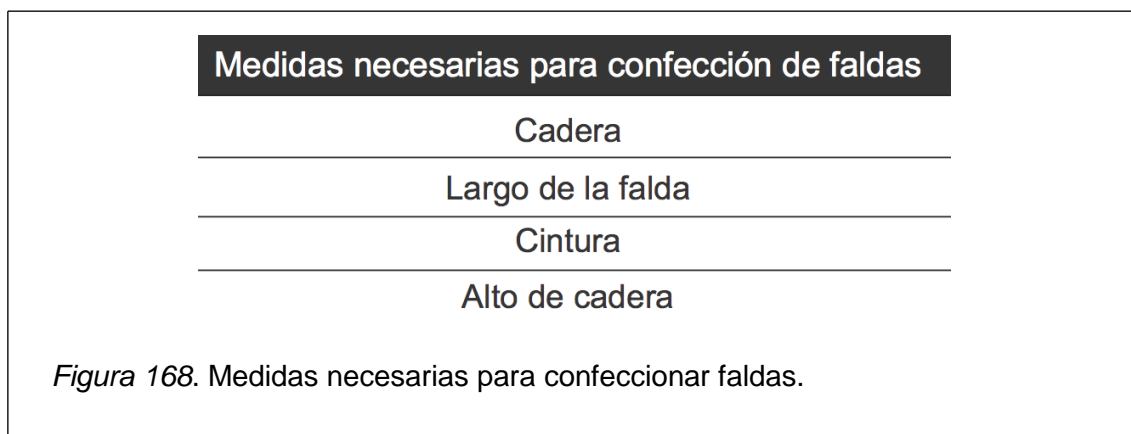 Medidas necesarias para confección de faldas
Cadera
Largo de la falda
Cintura
Alto de cadera
Figura 168. Medidas necesarias para confeccionar faldas.